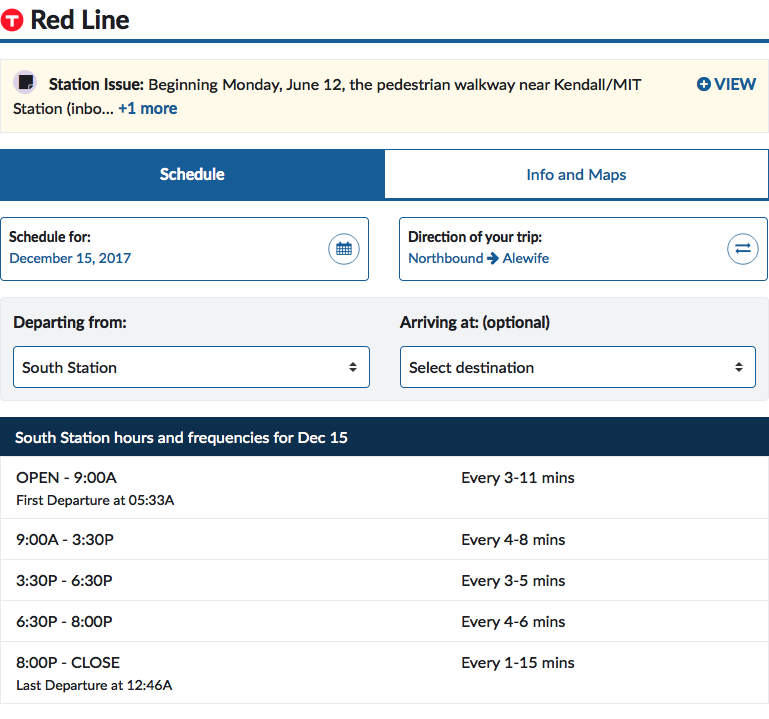 T Red Line
Station Issue: Beginning Monday, June 12, the pedestrian walkway near Kendall/MIT
Station (inbo... +1 more
VIEW
Schedule
Info and Maps
Schedule for:
December 15, 2017
Direction of your trip:
Northbound → Alewife
Departing from:
Arriving at: (optional)
South Station
Select destination
South Station hours and frequencies for Dec 15
OPEN - 9:00A Every 3-11 mins
First Departure at 05:33A
9:00A - 3:30P Every 4-8 mins
3:30P - 6:30P Every 3-5 mins
6:30P - 8:00P Every 4-6 mins
8:00P - CLOSE Every 1-15 mins
Last Departure at 12:46A